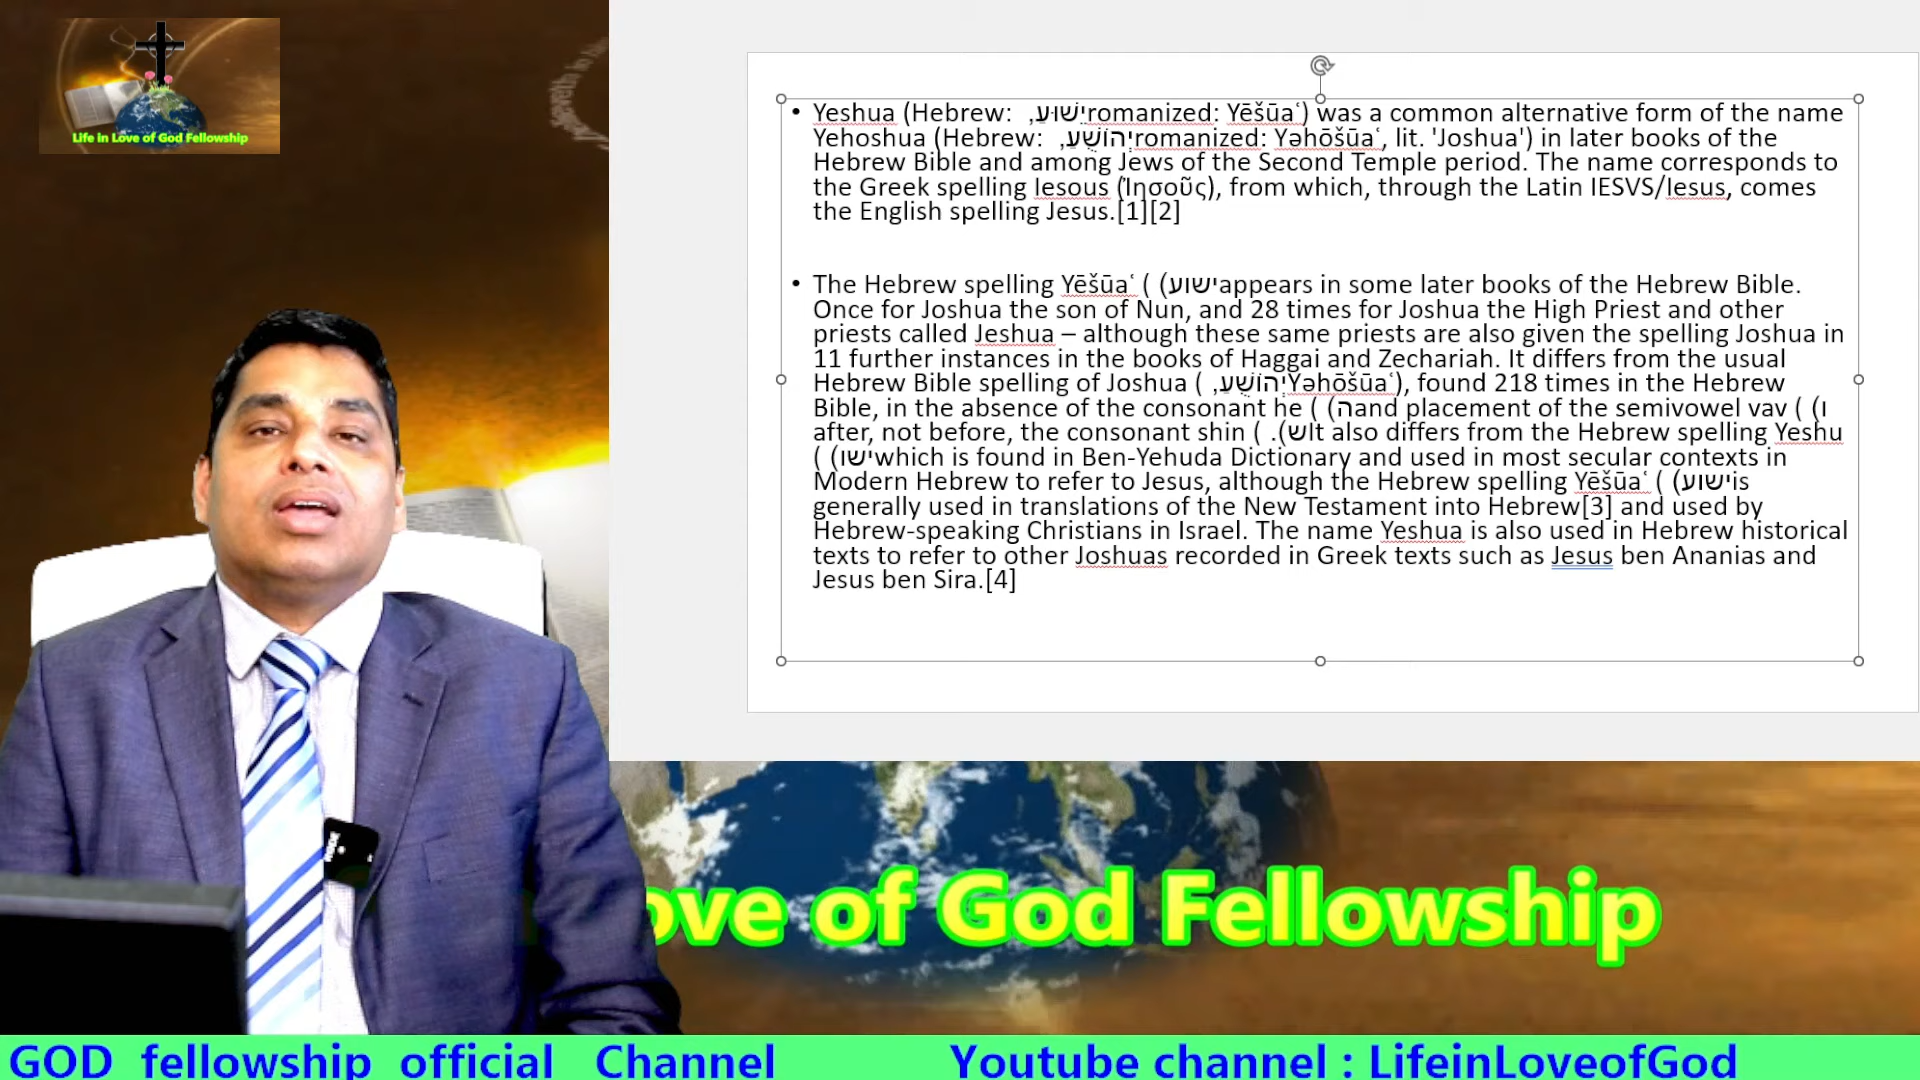 Life in Love of God Fellowship
• Yeshua (Hebrew: יֵשׁוּעַ, romanized: Yēšūaʿ) was a common alternative form of the name
Yehoshua (Hebrew: יְהוֹשֻׁעַ, romanized: Yəhōšūaʿ, lit. 'Joshua') in later books of the
Hebrew Bible and among Jews of the Second Temple period. The name corresponds to
the Greek spelling Iesous (Ἰησοῦς), from which, through the Latin IESVS/Iesus, comes
the English spelling Jesus.[1][2]
• The Hebrew spelling Yēšūaʿ ( ישוע) appears in some later books of the Hebrew Bible.
Once for Joshua the son of Nun, and 28 times for Joshua the High Priest and other
priests called Jeshua – although these same priests are also given the spelling Joshua in
11 further instances in the books of Haggai and Zechariah. It differs from the usual
Hebrew Bible spelling of Joshua ( יְהוֹשֻׁעַ, Yəhōšūaʿ), found 218 times in the Hebrew
Bible, in the absence of the consonant he ( ה) and placement of the semivowel vav ( ו)
after, not before, the consonant shin ( ש). It also differs from the Hebrew spelling Yeshu
( ישו) which is found in Ben-Yehuda Dictionary and used in most secular contexts in
Modern Hebrew to refer to Jesus, although the Hebrew spelling Yēšūaʿ ( ישוע) is
generally used in translations of the New Testament into Hebrew[3] and used by
Hebrew-speaking Christians in Israel. The name Yeshua is also used in Hebrew historical
texts to refer to other Joshuas recorded in Greek texts such as Jesus ben Ananias and
Jesus ben Sira.[4]
ove of God Fellowship
GOD fellowship official Channel Youtube channel : LifeinLoveofGod